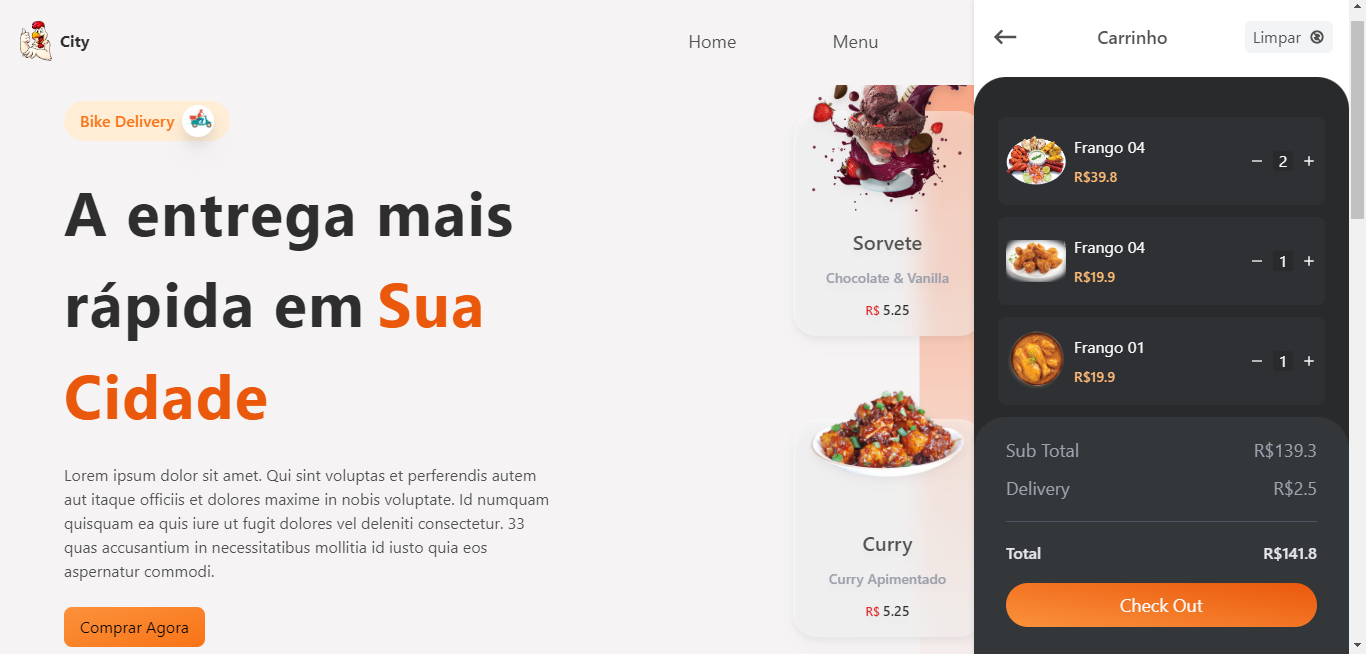 City
Home
Menu
Bike Delivery
A entrega mais
rápida em Sua
Cidade
Lorem ipsum dolor sit amet. Qui sint voluptas et perferendis autem
aut itaque officiis et dolores maxime in nobis voluptate. Id numquam
quisquam ea quis iure ut fugit dolores vel deleniti consectetur. 33
quas accusantium in necessitatibus mollitia id iusto quia eos
aspernatur commodi.
Comprar Agora
Sorvete
Chocolate & Vanilla
R$ 5.25
Curry
Curry Apimentado
R$ 5.25
Carrinho
Limpar
Frango 04
R$39.8
2
Frango 04
R$19.9
1
Frango 01
R$19.9
1
Sub Total R$139.3
Delivery R$2.5
Total R$141.8
Check Out